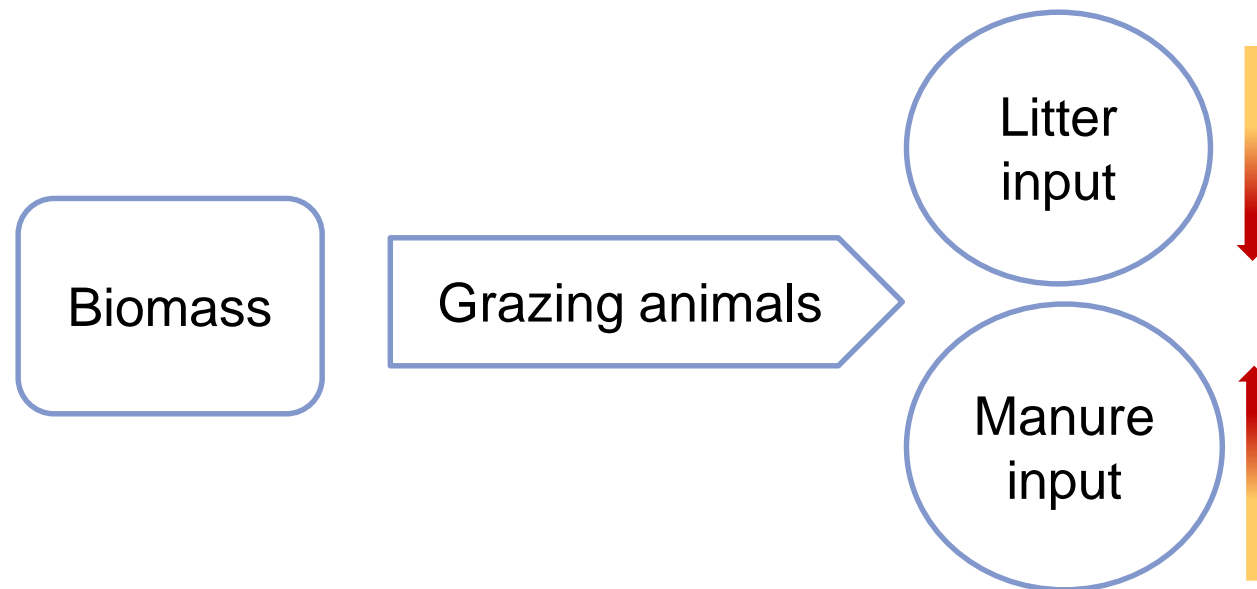 Biomass
Grazing animals
Litter
input
Manure
input